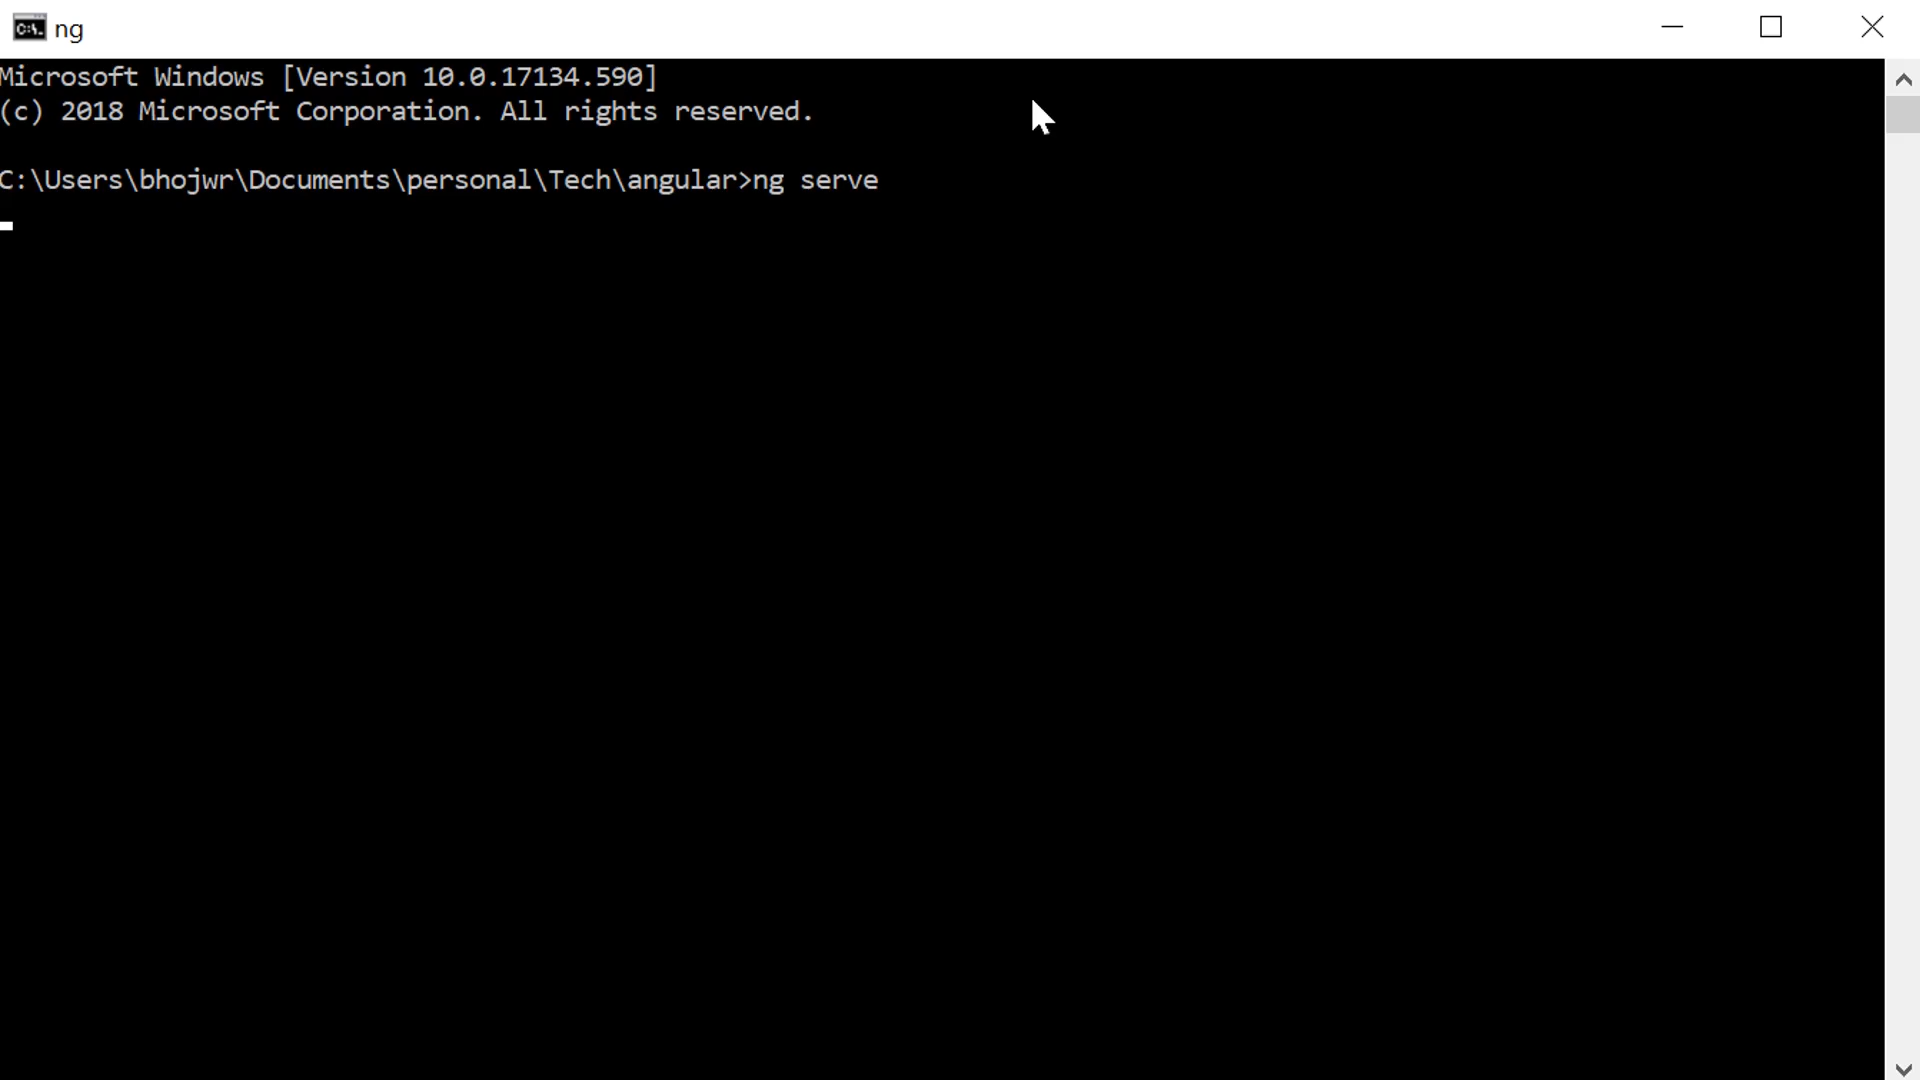 ng
Microsoft Windows [Version 10.0.17134.590]
(c) 2018 Microsoft Corporation. All rights reserved.
C:\Users\bhojwr\Documents\personal\Tech\angular>ng serve